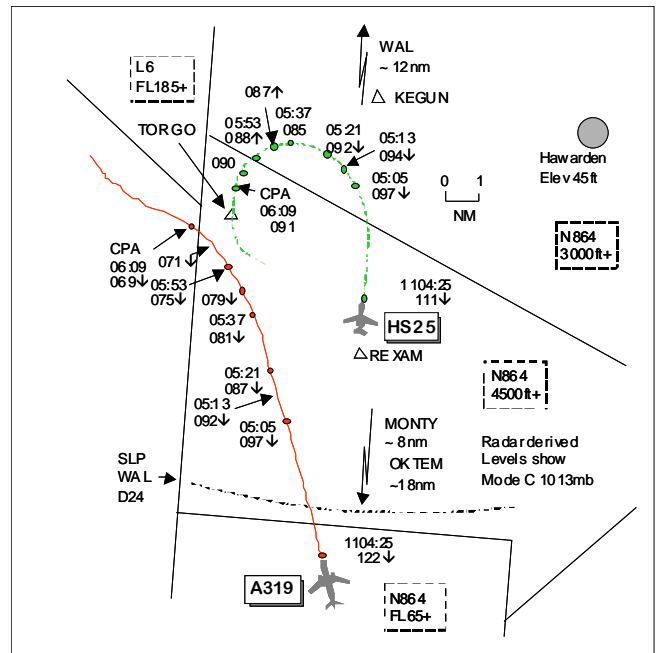 WAL
~ 12nm
KEGUN
L6
FL185+
087↑
05:37
085
05:53
088↑
TORGO
05:21
092↓
05:13
094↓
Hawarden
Elev 45ft
090
05:05
097↓
0 1
NM
CPA
06:09
091
N864
3000ft+
CPA
06:09
069↓
071↓
05:53
075↓
079↓
05:37
081↓
1104:25
111↓
HS25
REXAM
05:21
087↓
N864
4500ft+
05:13
092↓
05:05
097↓
MONTY
~ 8nm
OKTEM
~18nm
Radar derived
Levels show
Mode C 1013mb
SLP
WAL
D24
1104:25
122↓
A319
N864
FL65+